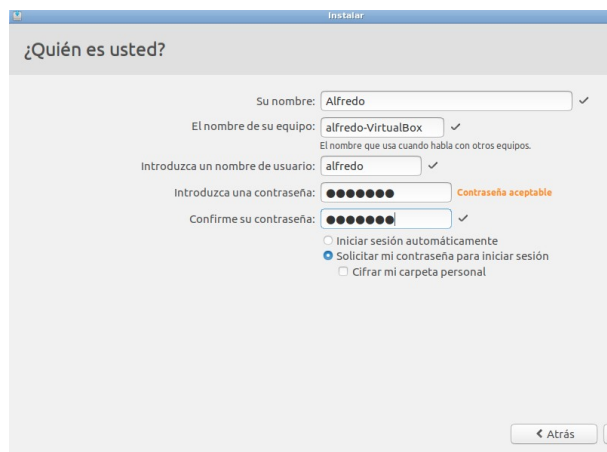 Instalar
¿Quién es usted?
Su nombre: Alfredo
El nombre de su equipo: alfredo-VirtualBox
El nombre que usa cuando habla con otros equipos.
Introduzca un nombre de usuario: alfredo
Introduzca una contraseña: ●●●●●●● Contraseña aceptable
Confirme su contraseña: ●●●●●●●
Iniciar sesión automáticamente
Solicitar mi contraseña para iniciar sesión
Cifrar mi carpeta personal
Atrás